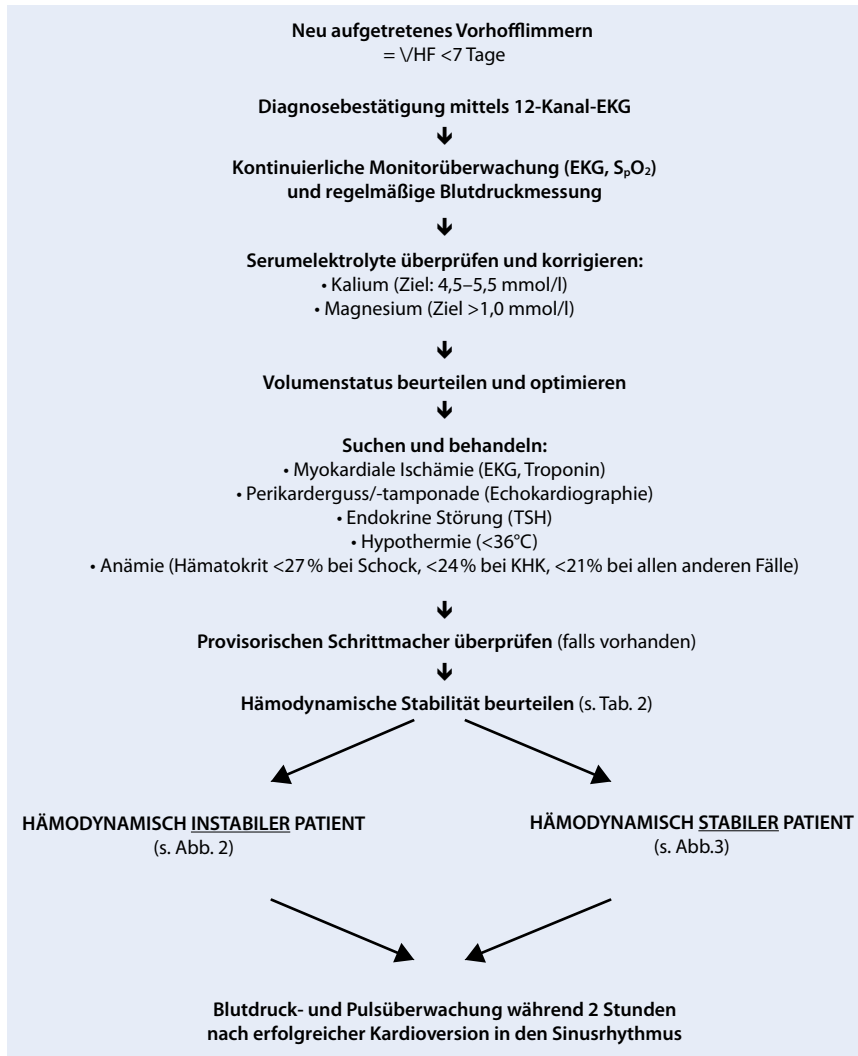 Neu aufgetretenes Vorhofflimmern
= \/HF <7 Tage
Diagnosebestätigung mittels 12-Kanal-EKG
Kontinuierliche Monitorüberwachung (EKG, SpO₂)
und regelmäßige Blutdruckmessung
Serumelektrolyte überprüfen und korrigieren:
• Kalium (Ziel: 4,5–5,5 mmol/l)
• Magnesium (Ziel >1,0 mmol/l)
Volumenstatus beurteilen und optimieren
Suchen und behandeln:
• Myokardiale Ischämie (EKG, Troponin)
• Perikarderguss/-tamponade (Echokardiographie)
• Endokrine Störung (TSH)
• Hypothermie (<36°C)
• Anämie (Hämatokrit <27 % bei Schock, <24 % bei KHK, <21% bei allen anderen Fälle)
Provisorischen Schrittmacher überprüfen (falls vorhanden)
Hämodynamische Stabilität beurteilen (s. Tab. 2)
HÄMODYNAMISCH INSTABILER PATIENT
(s. Abb. 2)
HÄMODYNAMISCH STABILER PATIENT
(s. Abb.3)
Blutdruck- und Pulsüberwachung während 2 Stunden
nach erfolgreicher Kardioversion in den Sinusrhythmus